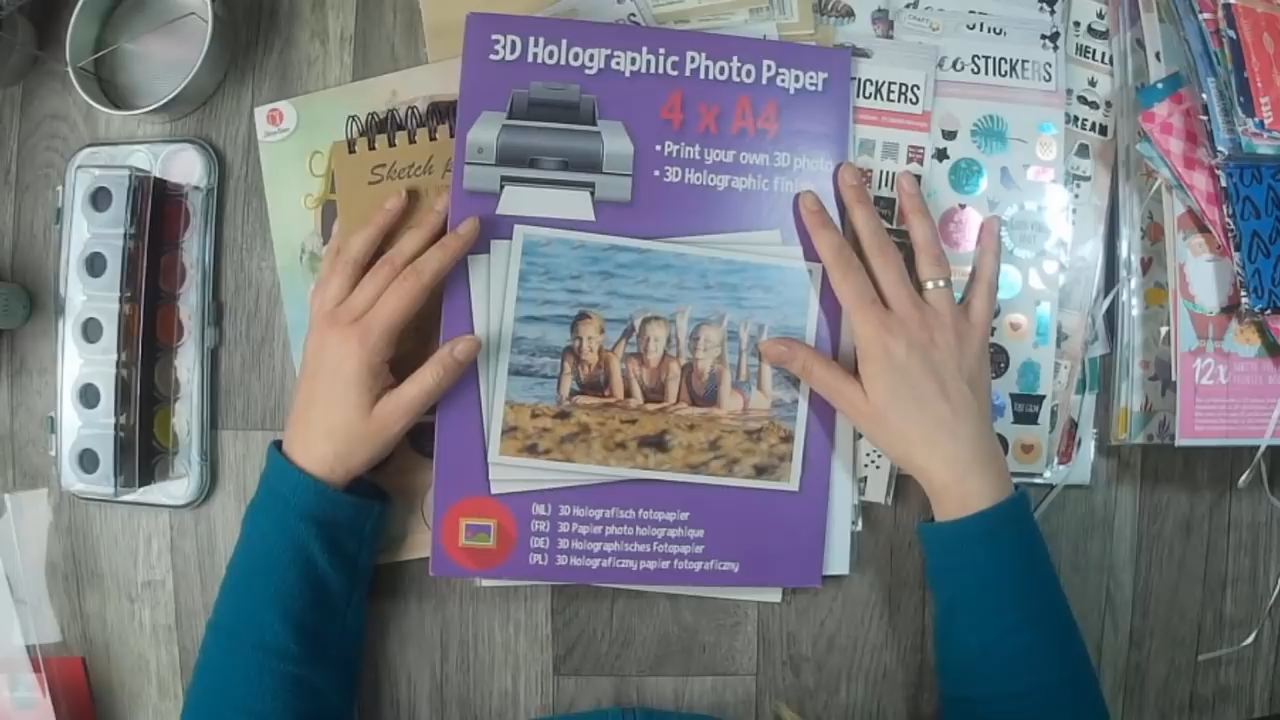 3D Holographic Photo Paper
4 x A4
• Print your own 3D photo
• 3D Holographic
(NL) 3D Holografisch fotopapier
(FR) 3D Papier photo holographique
(DE) 3D Holographisches Fotopapier
(PL) 3D Holograficzny papier fotograficzny
Sketch
STICKERS
STICKERS
HELLO
DREAM
12x